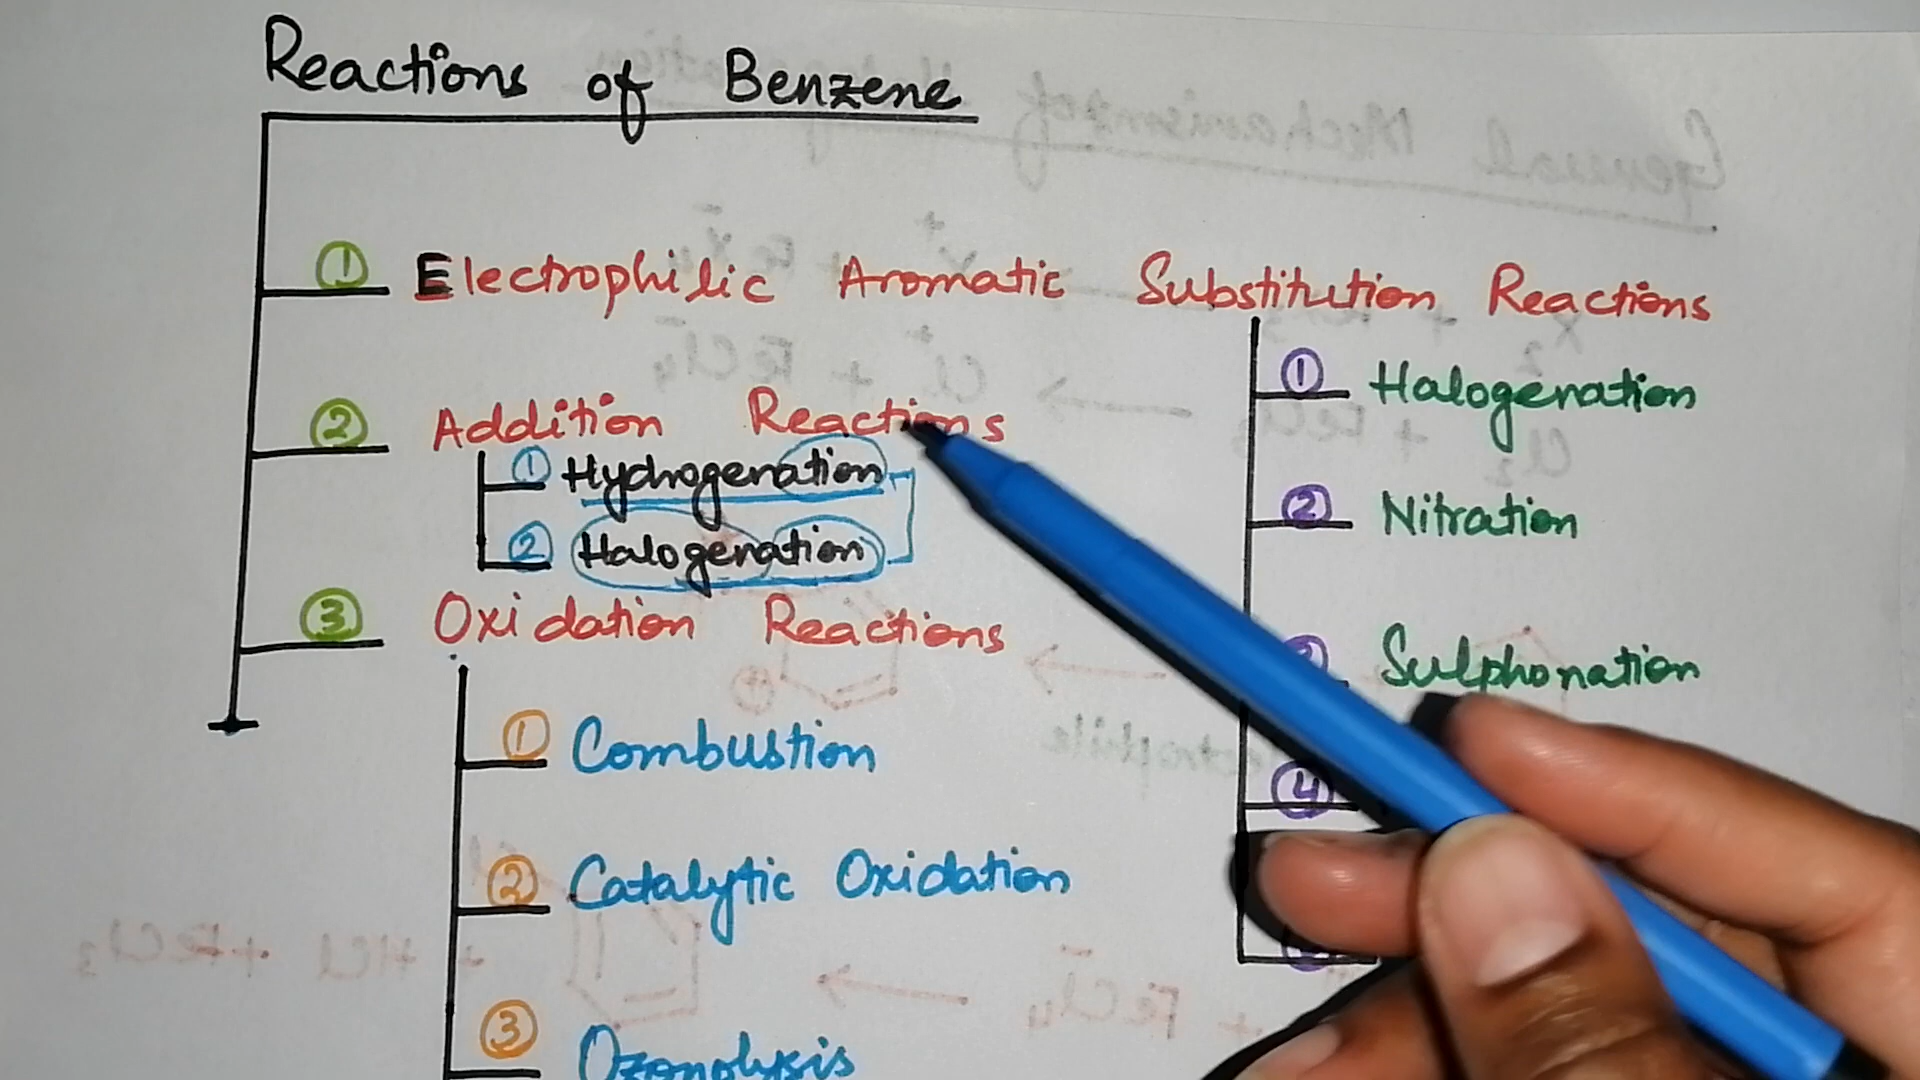 Reactions of Benzene
① Electrophilic Aromatic Substitution Reactions
① Halogenation
② Nitration
Sulphonation
④
② Addition Reactions
① Hydrogenation
② Halogenation
③ Oxidation Reactions
① Combustion
② Catalytic Oxidation
③ Ozonolysis